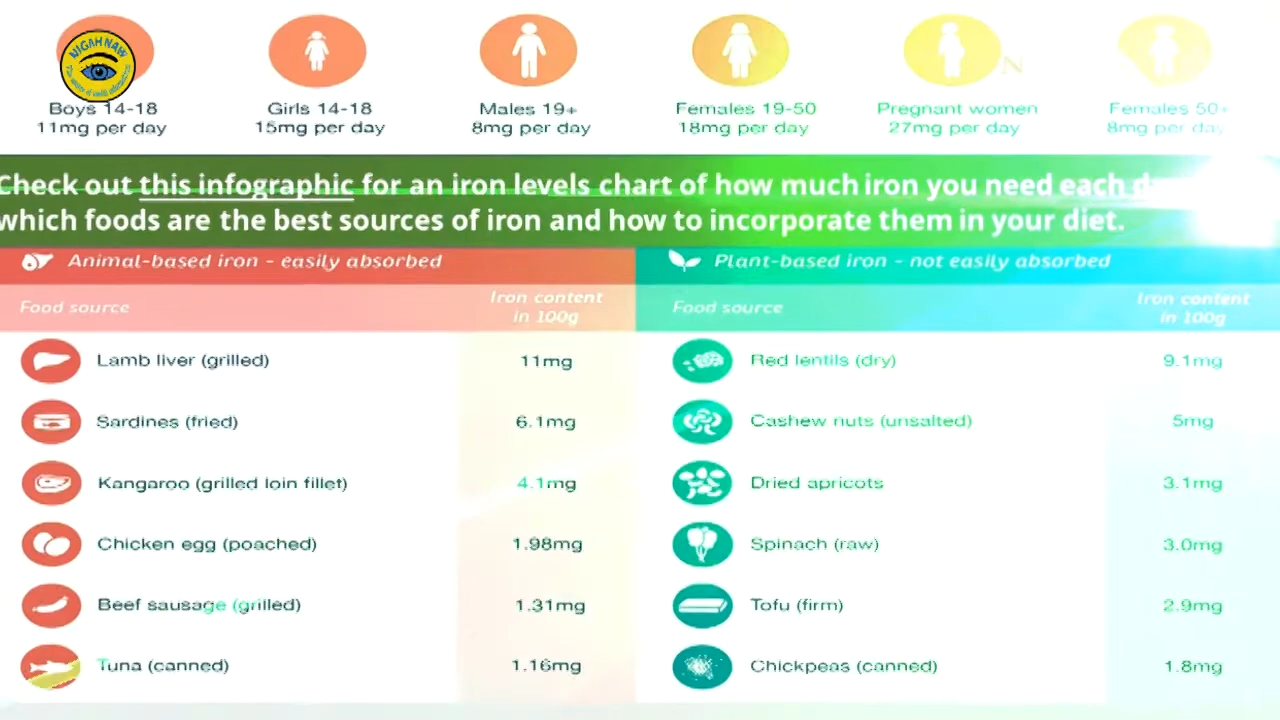 NIGAH NAW
Boys 14-18
11mg per day
Girls 14-18
15mg per day
Males 19+
8mg per day
Females 19-50
18mg per day
Pregnant women
27mg per day
Females 50+
8mg per day
N
Check out this infographic for an iron levels chart of how much iron you need each
which foods are the best sources of iron and how to incorporate them in your diet.
Animal-based iron - easily absorbed
Food source
Iron content
in 100g
Lamb liver (grilled) 11mg
Sardines (fried) 6.1mg
Kangaroo (grilled loin fillet) 4.1mg
Chicken egg (poached) 1.98mg
Beef sausage (grilled) 1.31mg
Tuna (canned) 1.16mg
Plant-based iron - not easily absorbed
Food source
Iron content
in 100g
Red lentils (dry) 9.1mg
Cashew nuts (unsalted) 5mg
Dried apricots 3.1mg
Spinach (raw) 3.0mg
Tofu (firm) 2.9mg
Chickpeas (canned) 1.8mg